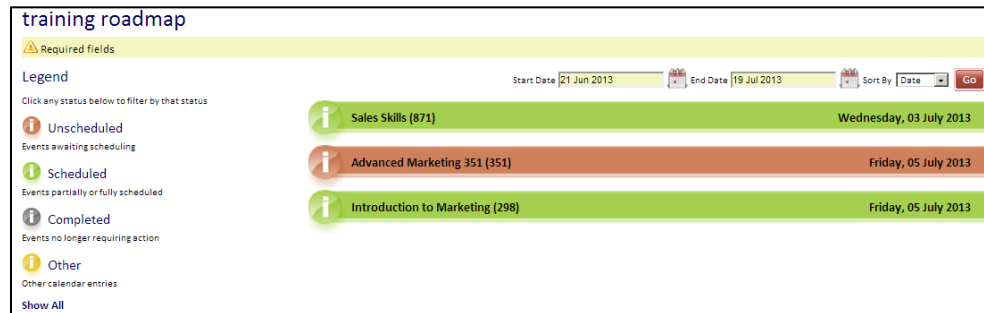 training roadmap
Required fields
Legend
Click any status below to filter by that status
Unscheduled
Events awaiting scheduling
Scheduled
Events partially or fully scheduled
Completed
Events no longer requiring action
Other
Other calendar entries
Show All
Start Date 21 Jun 2013 End Date 19 Jul 2013 Sort By Date Go
Sales Skills (871) Wednesday, 03 July 2013
Advanced Marketing 351 (351) Friday, 05 July 2013
Introduction to Marketing (298) Friday, 05 July 2013